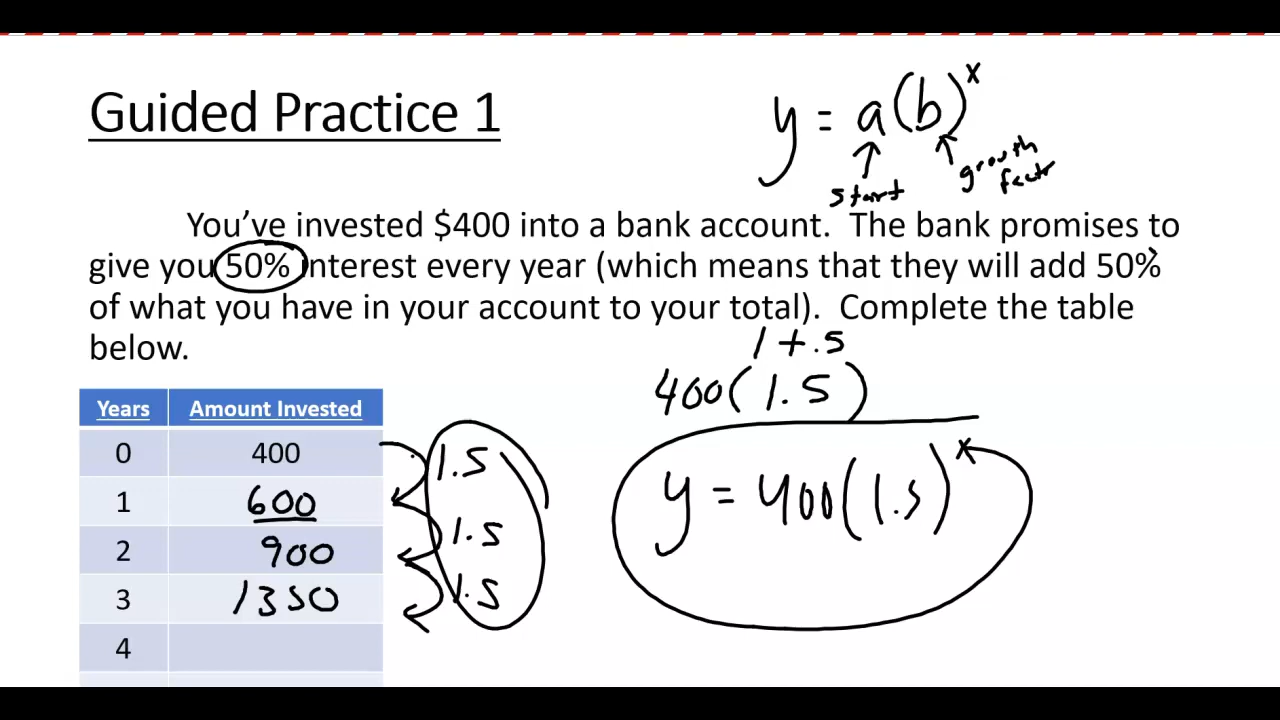 Guided Practice 1
y = a(b)^x
start
growth
You've invested $400 into a bank account. The bank promises to
give you 50% interest every year (which means that they will add 50%
of what you have in your account to your total). Complete the table
below.
1 + .5
400(1.5)
y = 400(1.5)^x
Years Amount Invested
0 400
1 600
2 900
3 1350
4
1.5
1.5
1.5